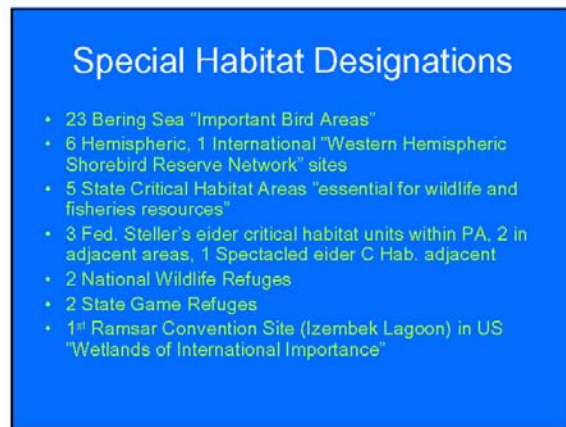 Special Habitat Designations
• 23 Bering Sea "Important Bird Areas"
• 6 Hemispheric, 1 International "Western Hemispheric
Shorebird Reserve Network" sites
• 5 State Critical Habitat Areas "essential for wildlife and
fisheries resources"
• 3 Fed. Steller's eider critical habitat units within PA, 2 in
adjacent areas, 1 Spectacled eider C Hab. adjacent
• 2 National Wildlife Refuges
• 2 State Game Refuges
• 1st Ramsar Convention Site (Izembek Lagoon) in US
"Wetlands of International Importance"